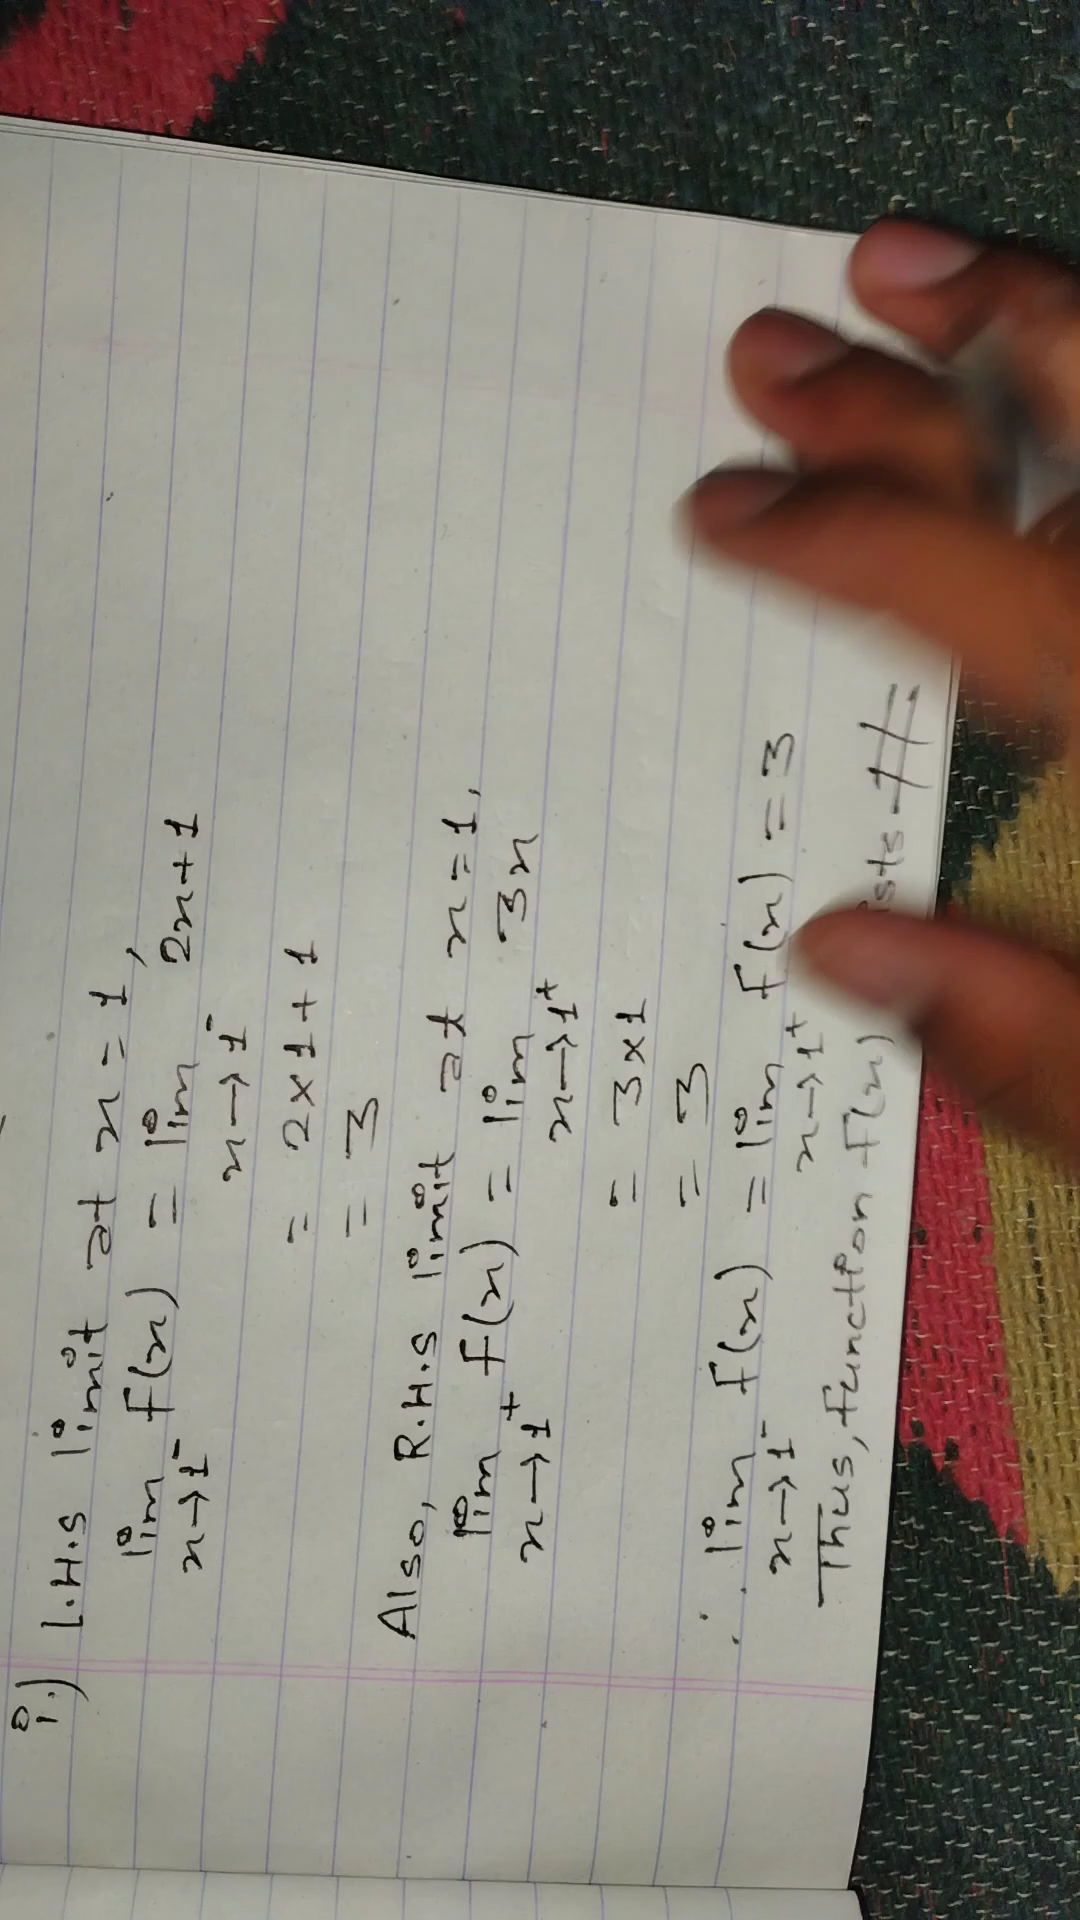 i.) L.H.S limit at x = 1,
lim f(x) = lim 2x+1
x→1⁻ x→1⁻
= 2×1+1
= 3
Also, R.H.S limit at x = 1,
lim f(x) = lim 3x
x→1⁺ x→1⁺
= 3×1
= 3
∴ lim f(x) = lim f(x) = 3
x→1⁻ x→1⁺
Thus, function f(x)